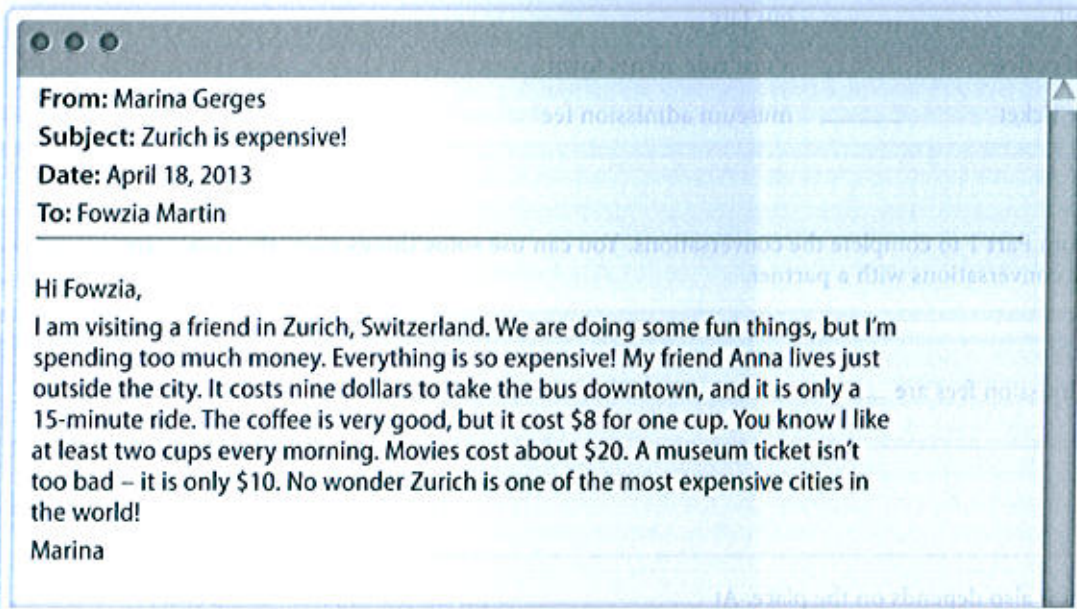 From: Marina Gerges
Subject: Zurich is expensive!
Date: April 18, 2013
To: Fowzia Martin
Hi Fowzia,
I am visiting a friend in Zurich, Switzerland. We are doing some fun things, but I'm
spending too much money. Everything is so expensive! My friend Anna lives just
outside the city. It costs nine dollars to take the bus downtown, and it is only a
15-minute ride. The coffee is very good, but it cost $8 for one cup. You know I like
at least two cups every morning. Movies cost about $20. A museum ticket isn't
too bad – it is only $10. No wonder Zurich is one of the most expensive cities in
the world!
Marina